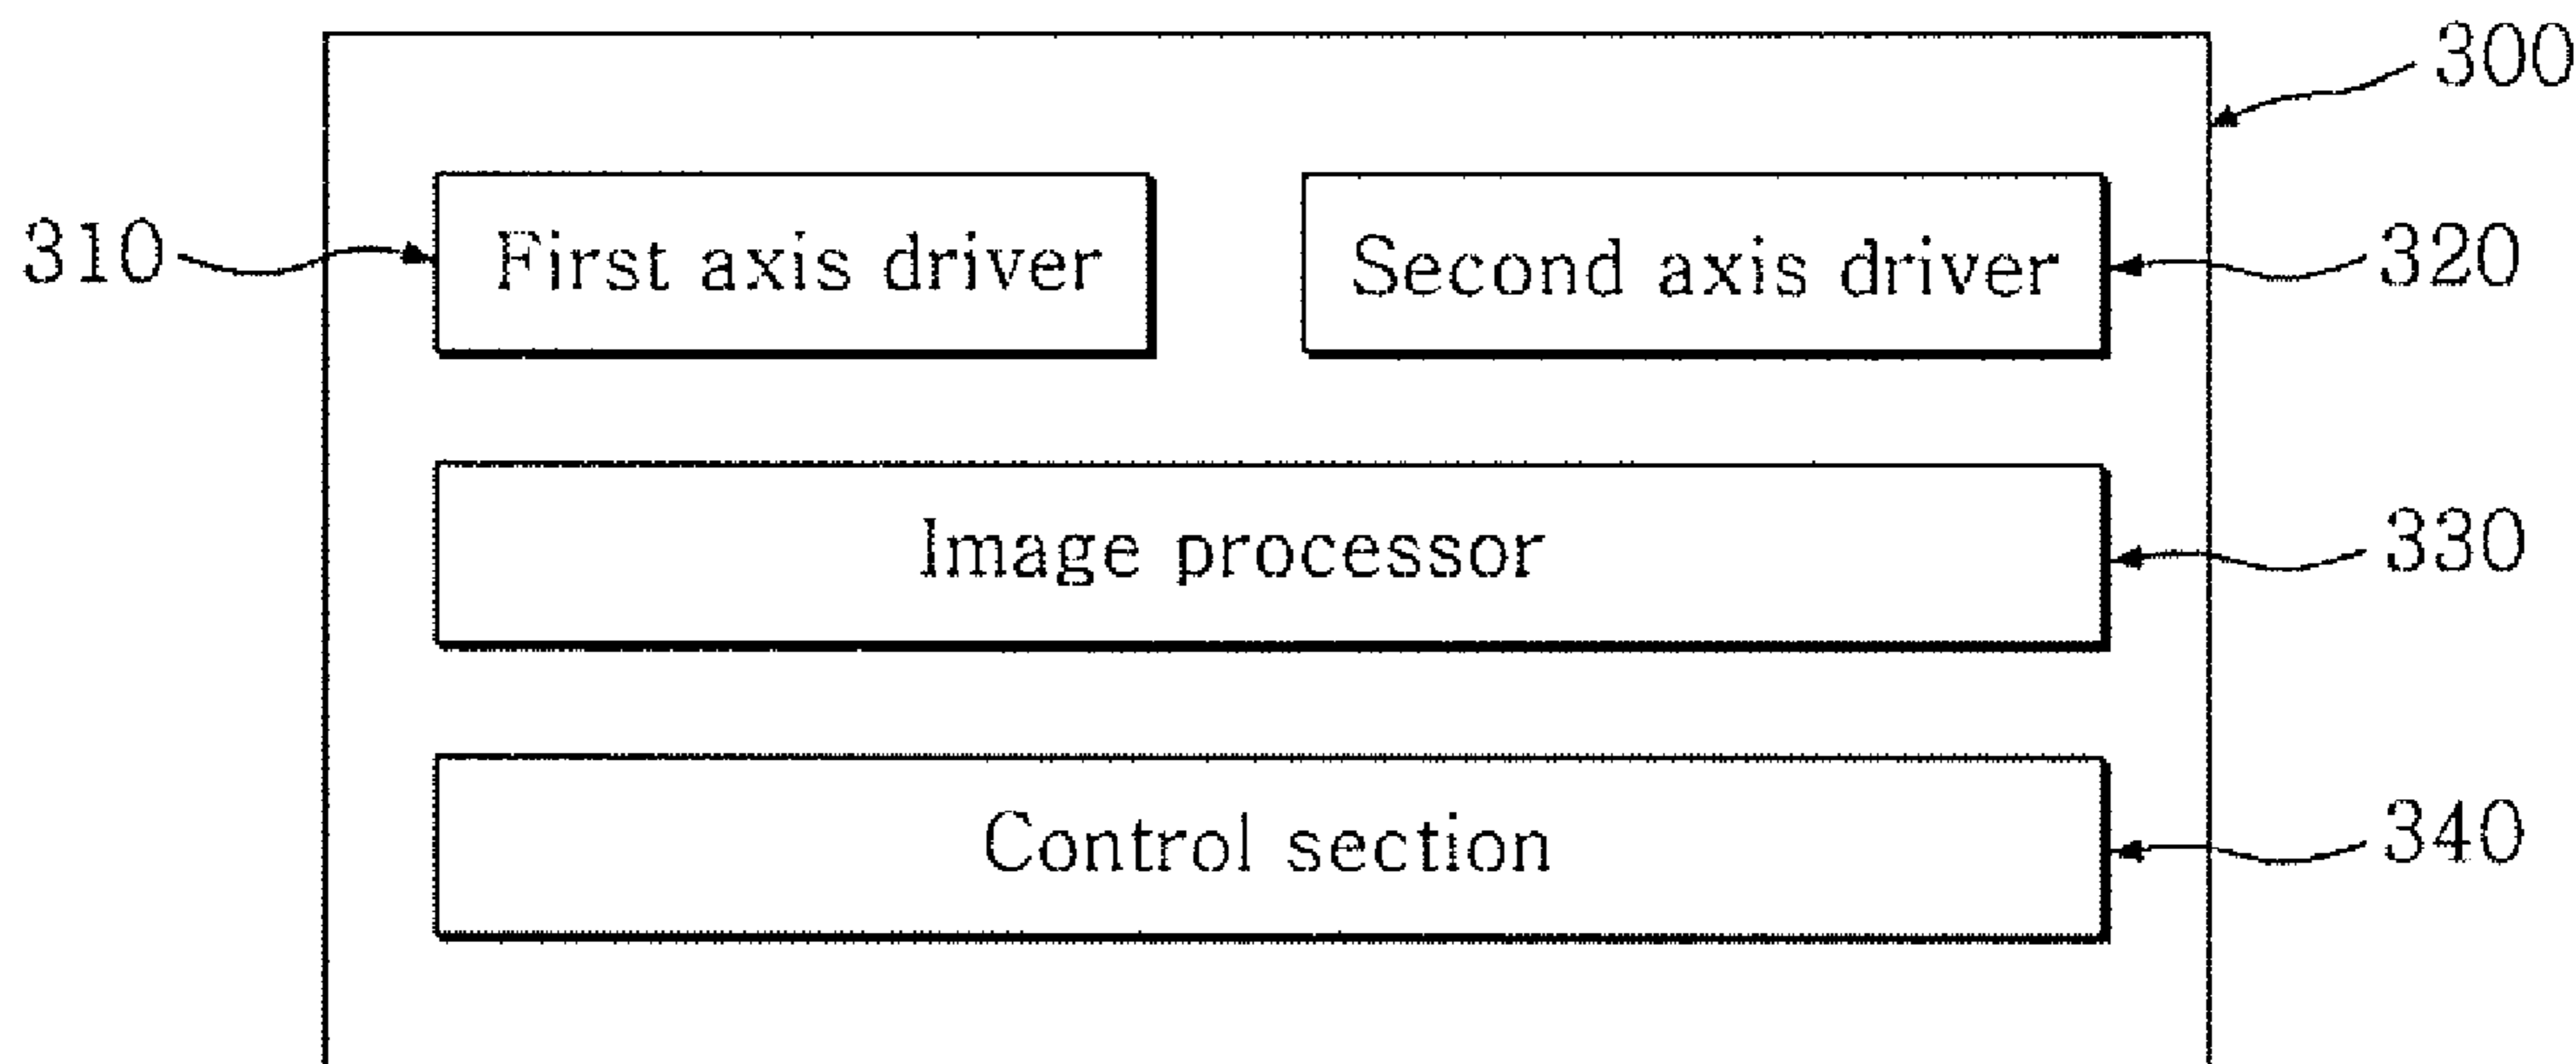 300
310 First axis driver Second axis driver 320
Image processor 330
Control section 340